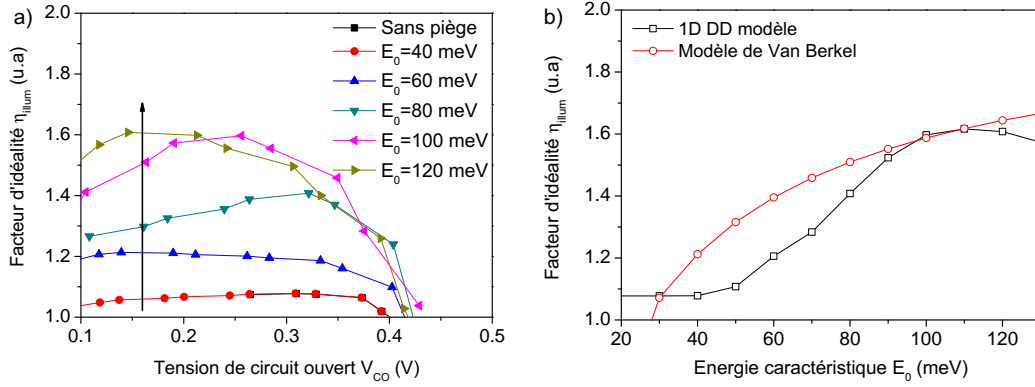 a)
Facteur d'idéalité η_illum (u.a)
2.0
1.8
1.6
1.4
1.2
1.0
Sans piège
E_0=40 meV
E_0=60 meV
E_0=80 meV
E_0=100 meV
E_0=120 meV
0.1 0.2 0.3 0.4 0.5
Tension de circuit ouvert V_CO (V)
b)
Facteur d'idéalité η_illum (u.a)
2.0
1.8
1.6
1.4
1.2
1.0
1D DD modèle
Modèle de Van Berkel
20 40 60 80 100 120
Energie caractéristique E_0 (meV)